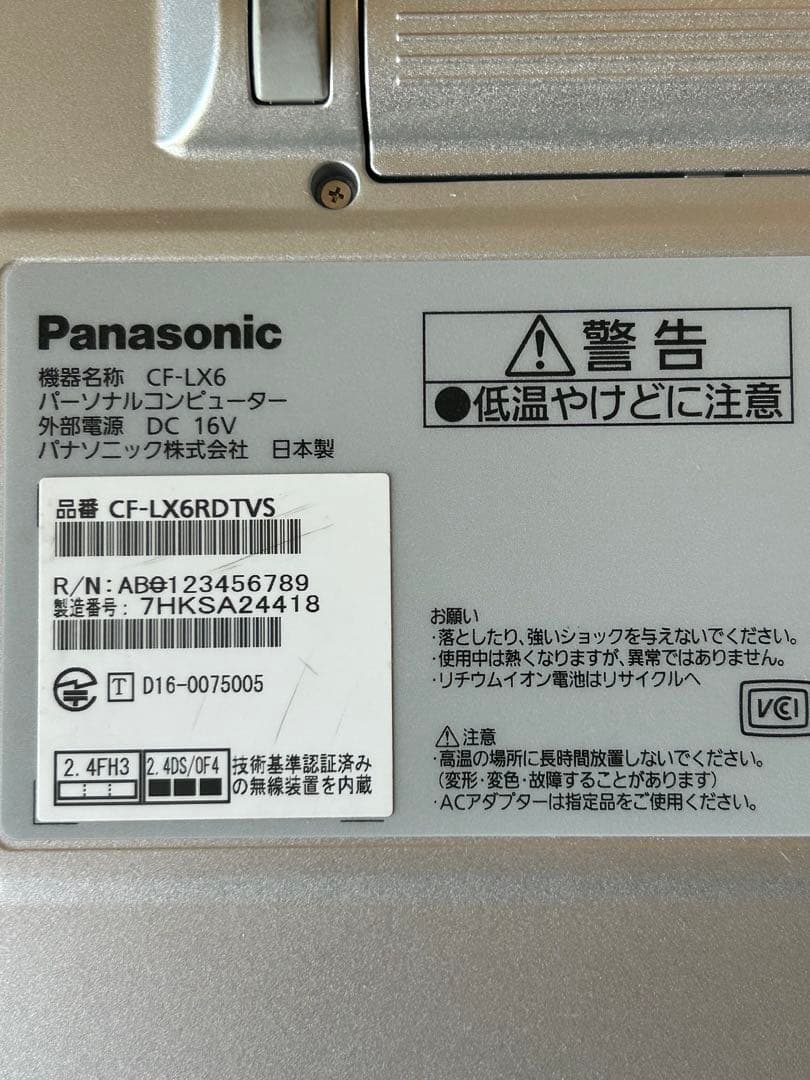 Panasonic
機器名称 CF-LX6
パーソナルコンピューター
外部電源 DC 16V
パナソニック株式会社 日本製
警告
●低温やけどに注意
品番 CF-LX6RDTVS
R/N:AB0123456789
製造番号: 7HKSA24418
T D16-0075005
2.4FH3
2.4DS/OF4
技術基準認証済み
の無線装置を内蔵
お願い
・落としたり、強いショックを与えないでください。
・使用中は熱くなりますが、異常ではありません。
・リチウムイオン電池はリサイクルへ
VCI
注意
・高温の場所に長時間放置しないでください。
(変形・変色・故障することがあります)
・ACアダプターは指定品をご使用ください。